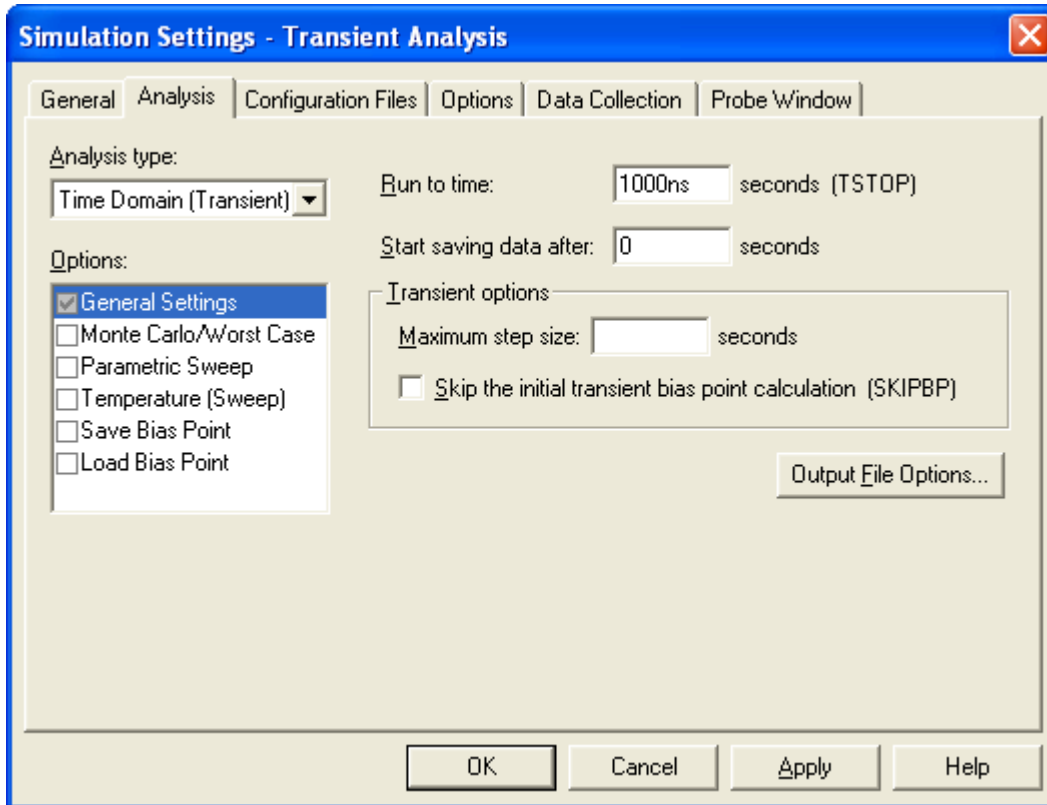 Simulation Settings - Transient Analysis
General Analysis Configuration Files Options Data Collection Probe Window
Analysis type:
Time Domain (Transient)
Options:
General Settings
Monte Carlo/Worst Case
Parametric Sweep
Temperature (Sweep)
Save Bias Point
Load Bias Point
Run to time: 1000ns seconds (TSTOP)
Start saving data after: 0 seconds
Transient options
Maximum step size: seconds
Skip the initial transient bias point calculation (SKIPBP)
Output File Options...
OK Cancel Apply Help